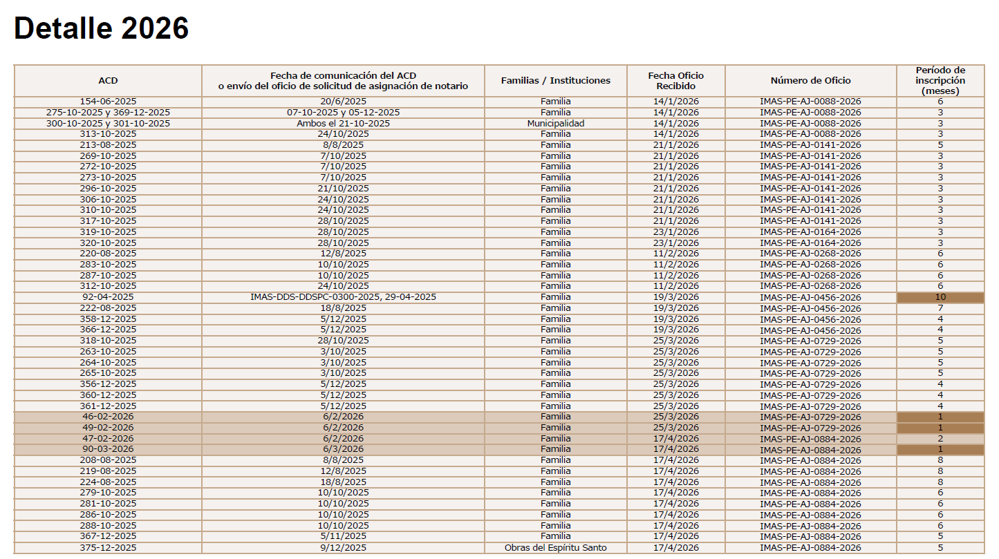 Detalle 2026
ACD | Fecha de comunicación del ACD o envío del oficio de solicitud de asignación de notario | Familias / Instituciones | Fecha Oficio Recibido | Número de Oficio | Período de inscripción (meses)
154-06-2025 | 20/6/2025 | Familia | 14/1/2026 | IMAS-PE-AJ-0088-2026 | 6
275-10-2025 y 369-12-2025 | 07-10-2025 y 05-12-2025 | Familia | 14/1/2026 | IMAS-PE-AJ-0088-2026 | 3
300-10-2025 y 301-10-2025 | Ambos el 21-10-2025 | Municipalidad | 14/1/2026 | IMAS-PE-AJ-0088-2026 | 3
313-10-2025 | 24/10/2025 | Familia | 14/1/2026 | IMAS-PE-AJ-0088-2026 | 3
213-08-2025 | 8/8/2025 | Familia | 21/1/2026 | IMAS-PE-AJ-0141-2026 | 5
269-10-2025 | 7/10/2025 | Familia | 21/1/2026 | IMAS-PE-AJ-0141-2026 | 3
272-10-2025 | 7/10/2025 | Familia | 21/1/2026 | IMAS-PE-AJ-0141-2026 | 3
273-10-2025 | 7/10/2025 | Familia | 21/1/2026 | IMAS-PE-AJ-0141-2026 | 3
296-10-2025 | 21/10/2025 | Familia | 21/1/2026 | IMAS-PE-AJ-0141-2026 | 3
306-10-2025 | 24/10/2025 | Familia | 21/1/2026 | IMAS-PE-AJ-0141-2026 | 3
310-10-2025 | 24/10/2025 | Familia | 21/1/2026 | IMAS-PE-AJ-0141-2026 | 3
317-10-2025 | 28/10/2025 | Familia | 21/1/2026 | IMAS-PE-AJ-0141-2026 | 3
319-10-2025 | 28/10/2025 | Familia | 23/1/2026 | IMAS-PE-AJ-0164-2026 | 3
320-10-2025 | 28/10/2025 | Familia | 23/1/2026 | IMAS-PE-AJ-0164-2026 | 3
220-08-2025 | 12/8/2025 | Familia | 11/2/2026 | IMAS-PE-AJ-0268-2026 | 6
283-10-2025 | 10/10/2025 | Familia | 11/2/2026 | IMAS-PE-AJ-0268-2026 | 6
287-10-2025 | 10/10/2025 | Familia | 11/2/2026 | IMAS-PE-AJ-0268-2026 | 6
312-10-2025 | 24/10/2025 | Familia | 11/2/2026 | IMAS-PE-AJ-0268-2026 | 6
92-04-2025 | IMAS-DDS-DDSPC-0300-2025, 29-04-2025 | Familia | 19/3/2026 | IMAS-PE-AJ-0456-2026 | 10
222-08-2025 | 18/8/2025 | Familia | 19/3/2026 | IMAS-PE-AJ-0456-2026 | 7
358-12-2025 | 5/12/2025 | Familia | 19/3/2026 | IMAS-PE-AJ-0456-2026 | 4
366-12-2025 | 5/12/2025 | Familia | 19/3/2026 | IMAS-PE-AJ-0456-2026 | 4
318-10-2025 | 28/10/2025 | Familia | 25/3/2026 | IMAS-PE-AJ-0729-2026 | 5
263-10-2025 | 3/10/2025 | Familia | 25/3/2026 | IMAS-PE-AJ-0729-2026 | 5
264-10-2025 | 3/10/2025 | Familia | 25/3/2026 | IMAS-PE-AJ-0729-2026 | 5
265-10-2025 | 3/10/2025 | Familia | 25/3/2026 | IMAS-PE-AJ-0729-2026 | 5
356-12-2025 | 5/12/2025 | Familia | 25/3/2026 | IMAS-PE-AJ-0729-2026 | 4
360-12-2025 | 5/12/2025 | Familia | 25/3/2026 | IMAS-PE-AJ-0729-2026 | 4
361-12-2025 | 5/12/2025 | Familia | 25/3/2026 | IMAS-PE-AJ-0729-2026 | 4
46-02-2026 | 6/2/2026 | Familia | 25/3/2026 | IMAS-PE-AJ-0729-2026 | 1
49-02-2026 | 6/2/2026 | Familia | 25/3/2026 | IMAS-PE-AJ-0729-2026 | 1
47-02-2026 | 6/2/2026 | Familia | 17/4/2026 | IMAS-PE-AJ-0884-2026 | 2
90-03-2026 | 6/3/2026 | Familia | 17/4/2026 | IMAS-PE-AJ-0884-2026 | 1
208-08-2025 | 8/8/2025 | Familia | 17/4/2026 | IMAS-PE-AJ-0884-2026 | 8
219-08-2025 | 12/8/2025 | Familia | 17/4/2026 | IMAS-PE-AJ-0884-2026 | 8
224-08-2025 | 18/8/2025 | Familia | 17/4/2026 | IMAS-PE-AJ-0884-2026 | 8
279-10-2025 | 10/10/2025 | Familia | 17/4/2026 | IMAS-PE-AJ-0884-2026 | 6
281-10-2025 | 10/10/2025 | Familia | 17/4/2026 | IMAS-PE-AJ-0884-2026 | 6
286-10-2025 | 10/10/2025 | Familia | 17/4/2026 | IMAS-PE-AJ-0884-2026 | 6
288-10-2025 | 10/10/2025 | Familia | 17/4/2026 | IMAS-PE-AJ-0884-2026 | 6
367-12-2025 | 5/11/2025 | Familia | 17/4/2026 | IMAS-PE-AJ-0884-2026 | 5
375-12-2025 | 9/12/2025 | Obras del Espíritu Santo | 17/4/2026 | IMAS-PE-AJ-0884-2026 | 5